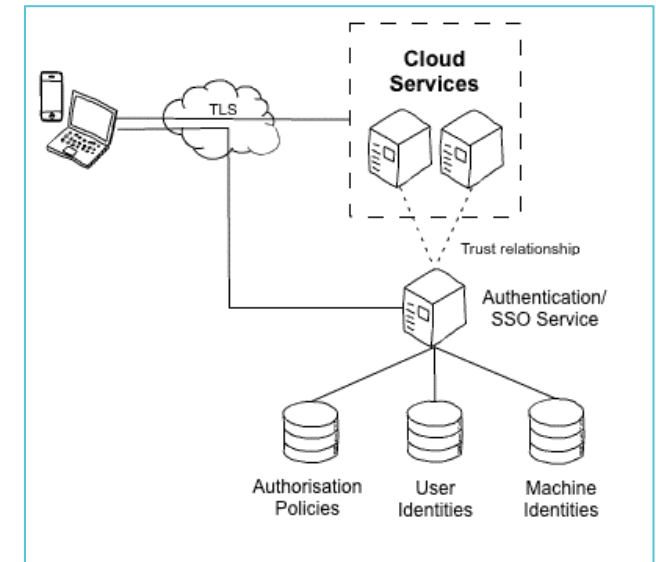 Cloud
Services
TLS
Trust relationship
Authentication/
SSO Service
Authorisation
Policies
User
Identities
Machine
Identities